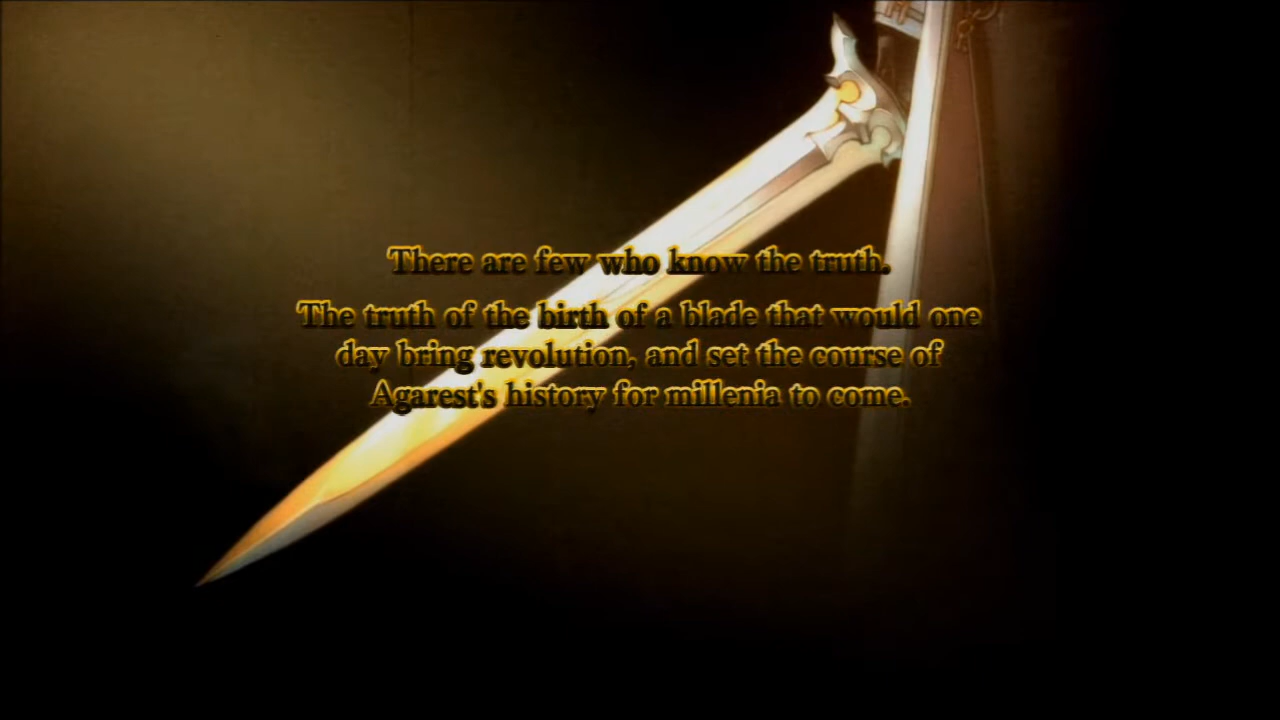 There are few who know the truth.
The truth of the birth of a blade that would one
day bring revolution, and set the course of
Agarest's history for millenia to come.